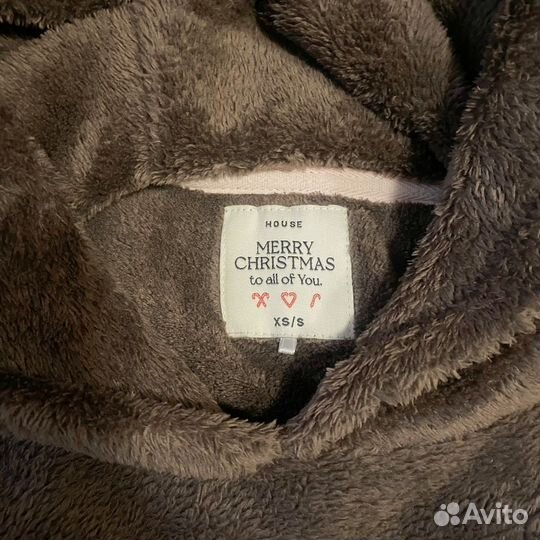 HOUSE
MERRY
CHRISTMAS
to all of You.
XS/S
Avito